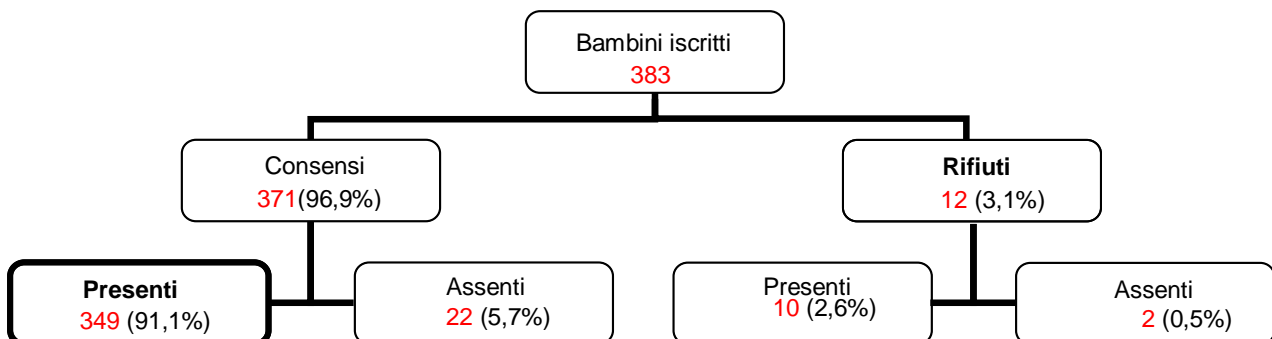 Bambini iscritti
383
Consensi
371(96,9%)
Rifiuti
12 (3,1%)
Presenti
349 (91,1%)
Assenti
22 (5,7%)
Presenti
10 (2,6%)
Assenti
2 (0,5%)